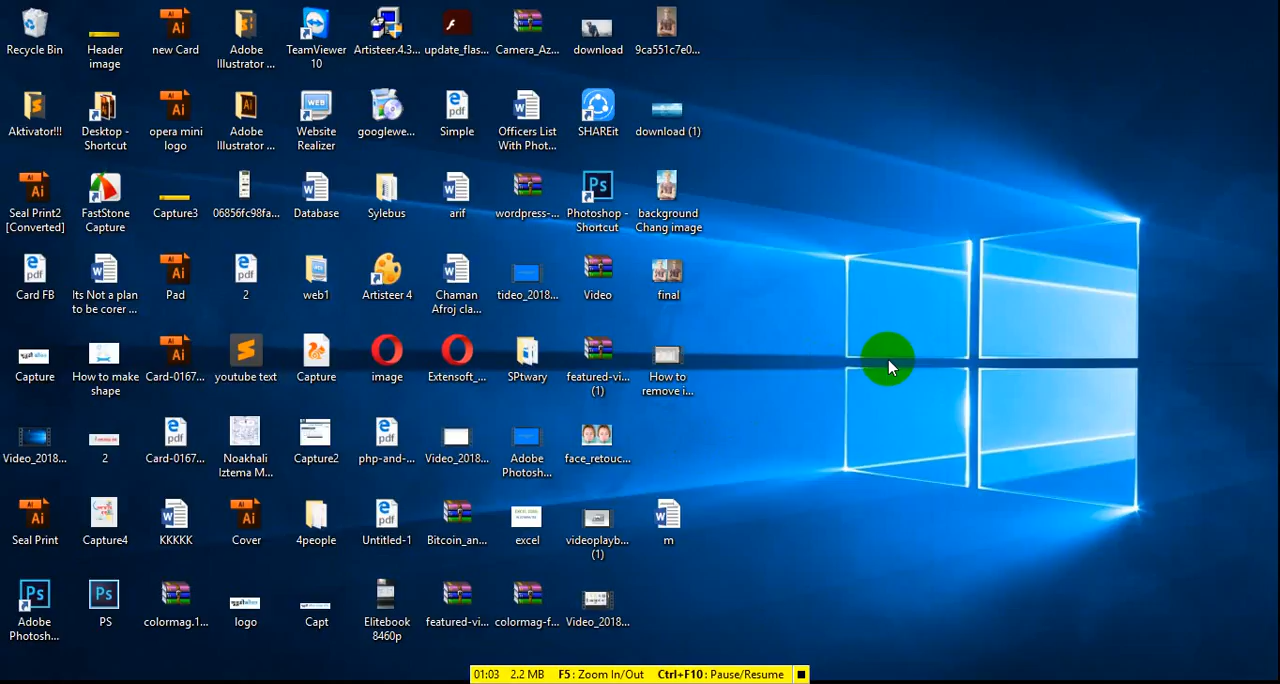 Recycle Bin
Header image
new Card
Adobe Illustrator ...
TeamViewer 10
Artisteer.4.3...
update_flas...
Camera_Az...
download
9ca551c7e0...
Aktivator!!!
Desktop - Shortcut
opera mini logo
Adobe Illustrator ...
Website Realizer
googlewe...
Simple
Officers List With Phot...
SHAREit
download (1)
Seal Print2 [Converted]
FastStone Capture
Capture3
06856fc98fa...
Database
Sylebus
arif
wordpress-...
Photoshop - Shortcut
background Chang image
Card FB
Its Not a plan to be corer ...
Pad
2
web1
Artisteer 4
Chaman Afroj cla...
tideo_2018...
Video
final
Capture
How to make shape
Card-0167...
youtube text
Capture
image
Extensoft_...
SPtwary
featured-vi... (1)
How to remove i...
Video_2018...
2
Card-0167...
Noakhali Iztema M...
Capture2
php-and-...
Video_2018...
Adobe Photosh...
face_retouc...
Seal Print
Capture4
KKKKK
Cover
4people
Untitled-1
Bitcoin_an...
excel
videoplayb... (1)
m
Adobe Photosh...
PS
colormag.1...
logo
Capt
Elitebook 8460p
featured-vi...
colormag-f...
Video_2018...
01:03 2.2 MB F5: Zoom In/Out Ctrl+F10: Pause/Resume